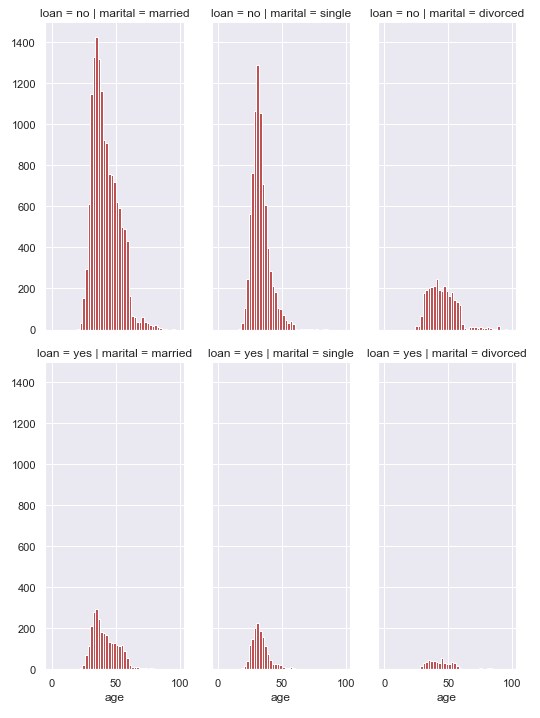 loan = no | marital = married
loan = no | marital = single
loan = no | marital = divorced
1400
1200
1000
800
600
400
200
0
loan = yes | marital = married
loan = yes | marital = single
loan = yes | marital = divorced
1400
1200
1000
800
600
400
200
0
0 50 100
0 50 100
0 50 100
age
age
age